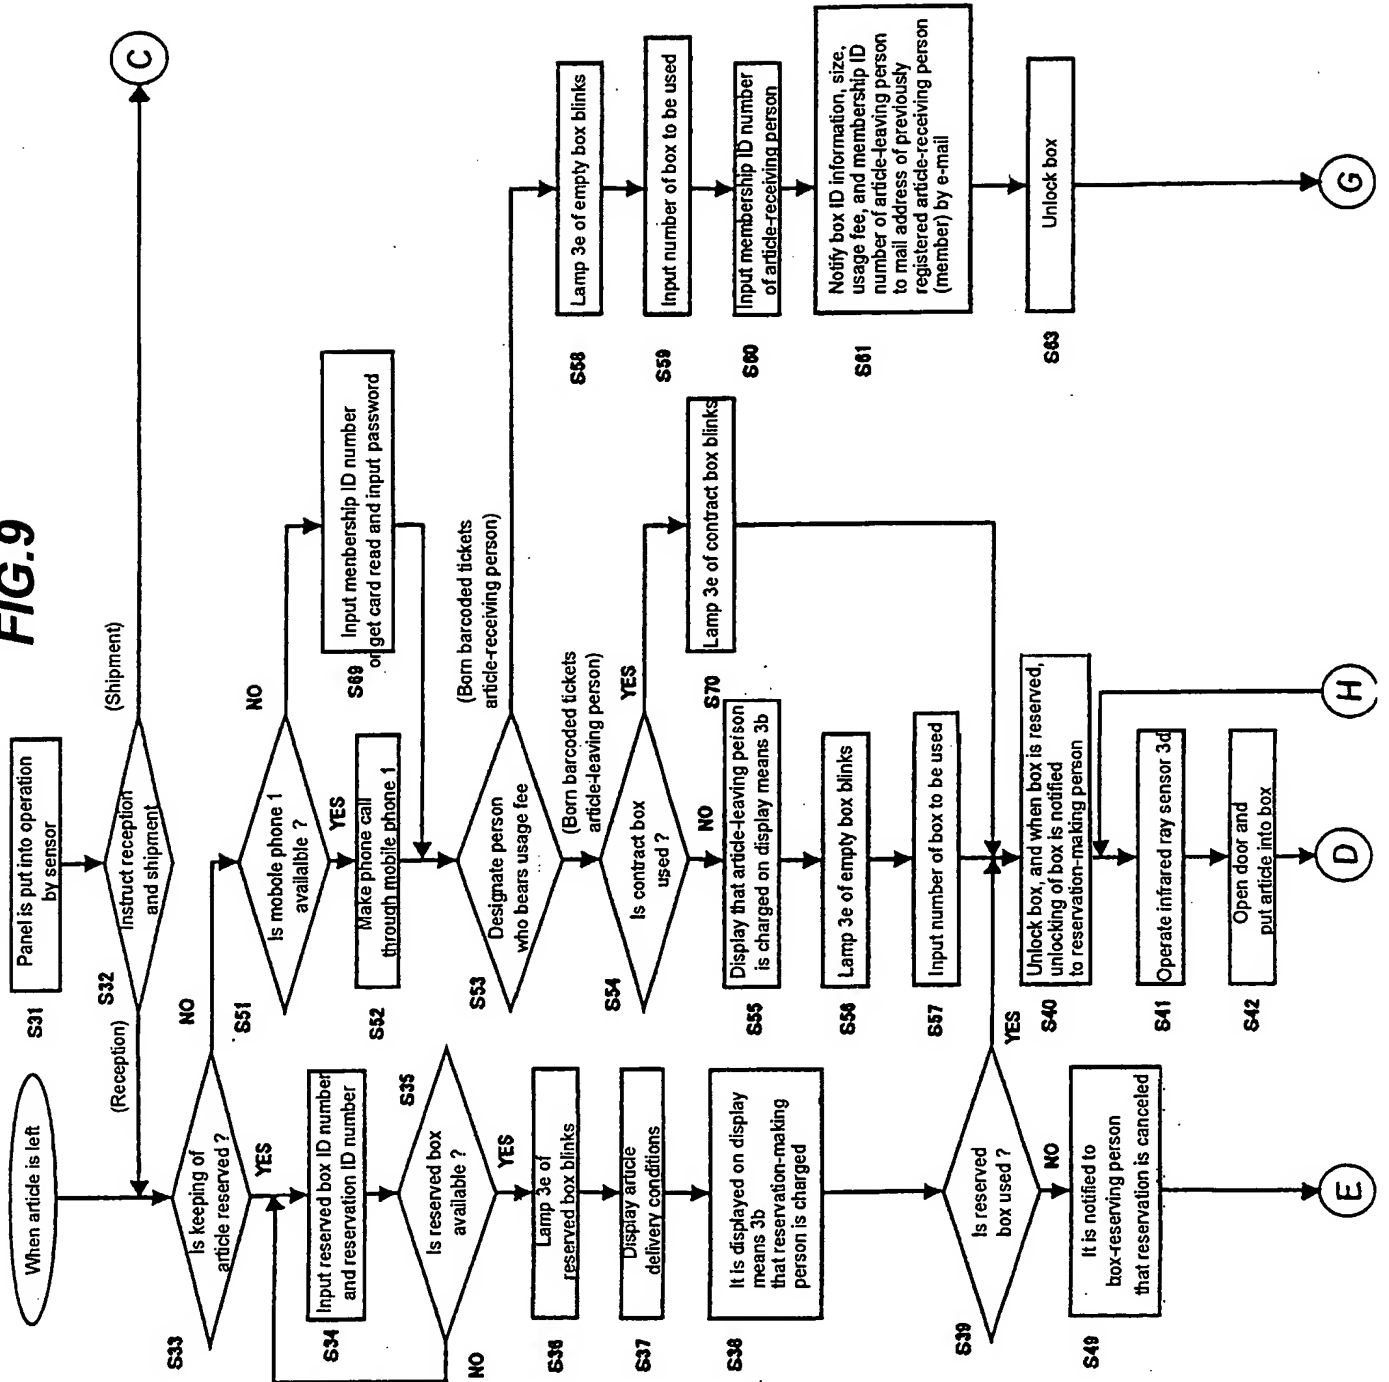 FIG.9
When article is left
S31
Panel is put into operation
by sensor
S32
Instruct reception
and shipment
(Shipment)
C
(Reception)
S33
Is keeping of
article reserved ?
NO
YES
S34
Input reserved box ID number
and reservation ID number
S35
Is reserved box
available ?
NO
YES
S36
Lamp 3e of
reserved box blinks
S37
Display article
delivery conditions
S38
It is displayed on display
means 3b
that reservation-making
person is charged
S39
Is reserved
box used ?
YES
NO
S49
It is notified to
box-reserving person
that reservation is canceled
E
S51
Is mobole phone 1
available ?
NO
YES
S52
Make phone call
through mobile phone 1
S69
Input menbership ID number
or get card read and input password
S53
Designate person
who bears usage fee
(Born barcoded tickets
article-receiving person)
(Born barcoded tickets
article-leaving person)
S54
Is contract box
used ?
YES
NO
S70
Lamp 3e of contract box blinks
S55
Display that article-leaving person
is charged on display means 3b
S56
Lamp 3e of empty box blinks
S57
Input number of box to be used
S40
Unlock box, and when box is reserved,
unlocking of box is notified
to reservation-making person
S41
Operate infrared ray sensor 3d
S42
Open door and
put article into box
D
H
S58
Lamp 3e of empty box blinks
S59
Input number of box to be used
S60
Input membership ID number
of article-receiving person
S61
Notify box ID information, size,
usage fee, and membership ID
number of article-leaving person
to mail address of previously
registered article-receiving person
(member) by e-mail
S63
Unlock box
G